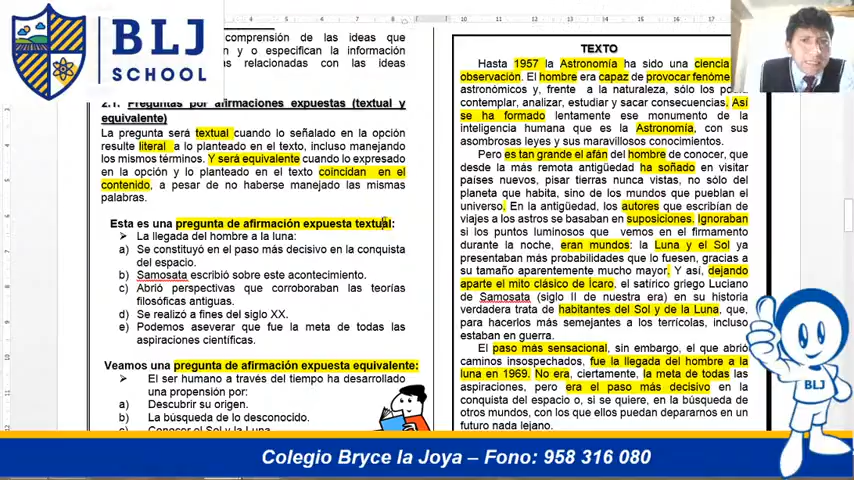 BLJ
SCHOOL
comprensión de las ideas que
n y o especifican la información
as relacionadas con las ideas
2.1. Preguntas por afirmaciones expuestas (textual y
equivalente)
La pregunta será textual cuando lo señalado en la opción
resulte literal a lo planteado en el texto, incluso manejando
los mismos términos. Y será equivalente cuando lo expresado
en la opción y lo planteado en el texto coincidan en el
contenido, a pesar de no haberse manejado las mismas
palabras.
Esta es una pregunta de afirmación expuesta textual:
➢ La llegada del hombre a la luna:
a) Se constituyó en el paso más decisivo en la conquista
del espacio.
b) Samosata escribió sobre este acontecimiento.
c) Abrió perspectivas que corroboraban las teorías
filosóficas antiguas.
d) Se realizó a fines del siglo XX.
e) Podemos aseverar que fue la meta de todas las
aspiraciones científicas.
Veamos una pregunta de afirmación expuesta equivalente:
➢ El ser humano a través del tiempo ha desarrollado
una propensión por:
a) Descubrir su origen.
b) La búsqueda de lo desconocido.
c) Conocer el Sol y la Luna.
TEXTO
Hasta 1957 la Astronomía ha sido una ciencia
observación. El hombre era capaz de provocar fenóme
astronómicos y, frente a la naturaleza, sólo los po
contemplar, analizar, estudiar y sacar consecuencias. Así
se ha formado lentamente ese monumento de la
inteligencia humana que es la Astronomía, con sus
asombrosas leyes y sus maravillosos conocimientos.
Pero es tan grande el afán del hombre de conocer, que
desde la más remota antigüedad ha soñado en visitar
países nuevos, pisar tierras nunca vistas, no sólo del
planeta que habita, sino de los mundos que pueblan el
universo. En la antigüedad, los autores que escribían de
viajes a los astros se basaban en suposiciones. Ignoraban
si los puntos luminosos que vemos en el firmamento
durante la noche, eran mundos: la Luna y el Sol ya
presentaban más probabilidades que lo fuesen, gracias a
su tamaño aparentemente mucho mayor. Y así, dejando
aparte el mito clásico de Ícaro, el satírico griego Luciano
de Samosata (siglo II de nuestra era) en su historia
verdadera trata de habitantes del Sol y de la Luna, que,
para hacerlos más semejantes a los terrícolas, incluso
estaban en guerra.
El paso más sensacional, sin embargo, el que abrió
caminos insospechados, fue la llegada del hombre a la
luna en 1969. No era, ciertamente, la meta de todas las
aspiraciones, pero era el paso más decisivo en la
conquista del espacio o, si se quiere, en la búsqueda de
otros mundos, con los que ellos puedan depararnos en un
futuro nada lejano.
BLJ
Colegio Bryce la Joya – Fono: 958 316 080